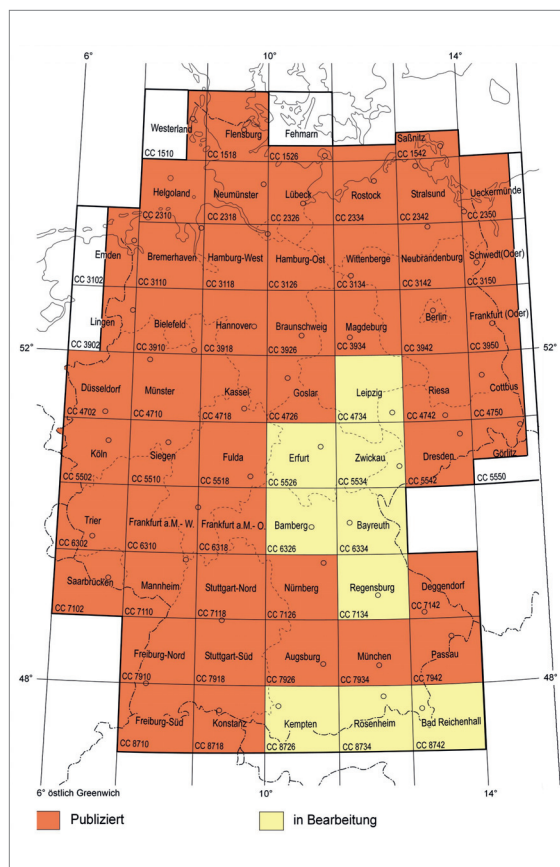 6° 10° 14°
Westerland Flensburg Fehmarn Saßnitz
CC 1510 CC 1518 CC 1526 CC 1542
Helgoland Neumünster Lübeck Rostock Stralsund Ueckermünde
CC 2310 CC 2318 CC 2326 CC 2334 CC 2342 CC 2350
Emden Bremerhaven Hamburg-West Hamburg-Ost Wittenberge Neubrandenburg Schwedt(Oder)
CC 3102 CC 3110 CC 3118 CC 3126 CC 3134 CC 3142 CC 3150
Lingen Bielefeld Hannover Braunschweig Magdeburg Berlin Frankfurt (Oder)
52° CC 3902 CC 3910 CC 3918 CC 3926 CC 3934 CC 3942 CC 3950 52°
Düsseldorf Münster Kassel Goslar Leipzig Riesa Cottbus
CC 4702 CC 4710 CC 4718 CC 4726 CC 4734 CC 4742 CC 4750
Köln Siegen Fulda Erfurt Zwickau Dresden Görlitz
CC 5502 CC 5510 CC 5518 CC 5526 CC 5534 CC 5542 CC 5550
Trier Frankfurt a.M.- W. Frankfurt a.M.- O. Bamberg Bayreuth
CC 6302 CC 6310 CC 6318 CC 6326 CC 6334
Saarbrücken Mannheim Stuttgart-Nord Nürnberg Regensburg Deggendorf
CC 7102 CC 7110 CC 7118 CC 7126 CC 7134 CC 7142
Freiburg-Nord Stuttgart-Süd Augsburg München Passau
48° CC 7910 CC 7918 CC 7926 CC 7934 CC 7942 48°
Freiburg-Süd Konstanz Kempten Rosenheim Bad Reichenhall
CC 8710 CC 8718 CC 8726 CC 8734 CC 8742
6° östlich Greenwich 10° 14°
Publiziert in Bearbeitung